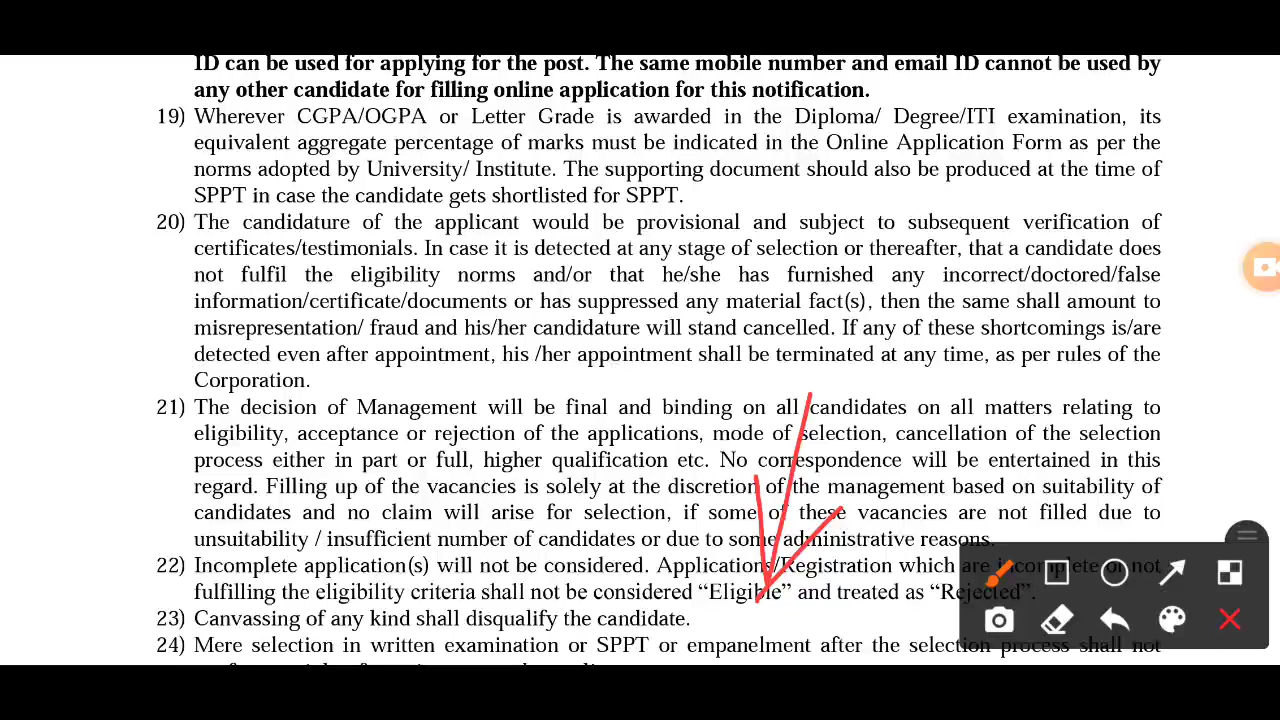 ID can be used for applying for the post. The same mobile number and email ID cannot be used by
any other candidate for filling online application for this notification.
19) Wherever CGPA/OGPA or Letter Grade is awarded in the Diploma/ Degree/ITI examination, its
equivalent aggregate percentage of marks must be indicated in the Online Application Form as per the
norms adopted by University/ Institute. The supporting document should also be produced at the time of
SPPT in case the candidate gets shortlisted for SPPT.
20) The candidature of the applicant would be provisional and subject to subsequent verification of
certificates/testimonials. In case it is detected at any stage of selection or thereafter, that a candidate does
not fulfil the eligibility norms and/or that he/she has furnished any incorrect/doctored/false
information/certificate/documents or has suppressed any material fact(s), then the same shall amount to
misrepresentation/ fraud and his/her candidature will stand cancelled. If any of these shortcomings is/are
detected even after appointment, his /her appointment shall be terminated at any time, as per rules of the
Corporation.
21) The decision of Management will be final and binding on all candidates on all matters relating to
eligibility, acceptance or rejection of the applications, mode of selection, cancellation of the selection
process either in part or full, higher qualification etc. No correspondence will be entertained in this
regard. Filling up of the vacancies is solely at the discretion of the management based on suitability of
candidates and no claim will arise for selection, if some of these vacancies are not filled due to
unsuitability / insufficient number of candidates or due to some administrative reasons.
22) Incomplete application(s) will not be considered. Applications/Registration which are incomplete or not
fulfilling the eligibility criteria shall not be considered “Eligible” and treated as “Rejected”.
23) Canvassing of any kind shall disqualify the candidate.
24) Mere selection in written examination or SPPT or empanelment after the selection process shall not